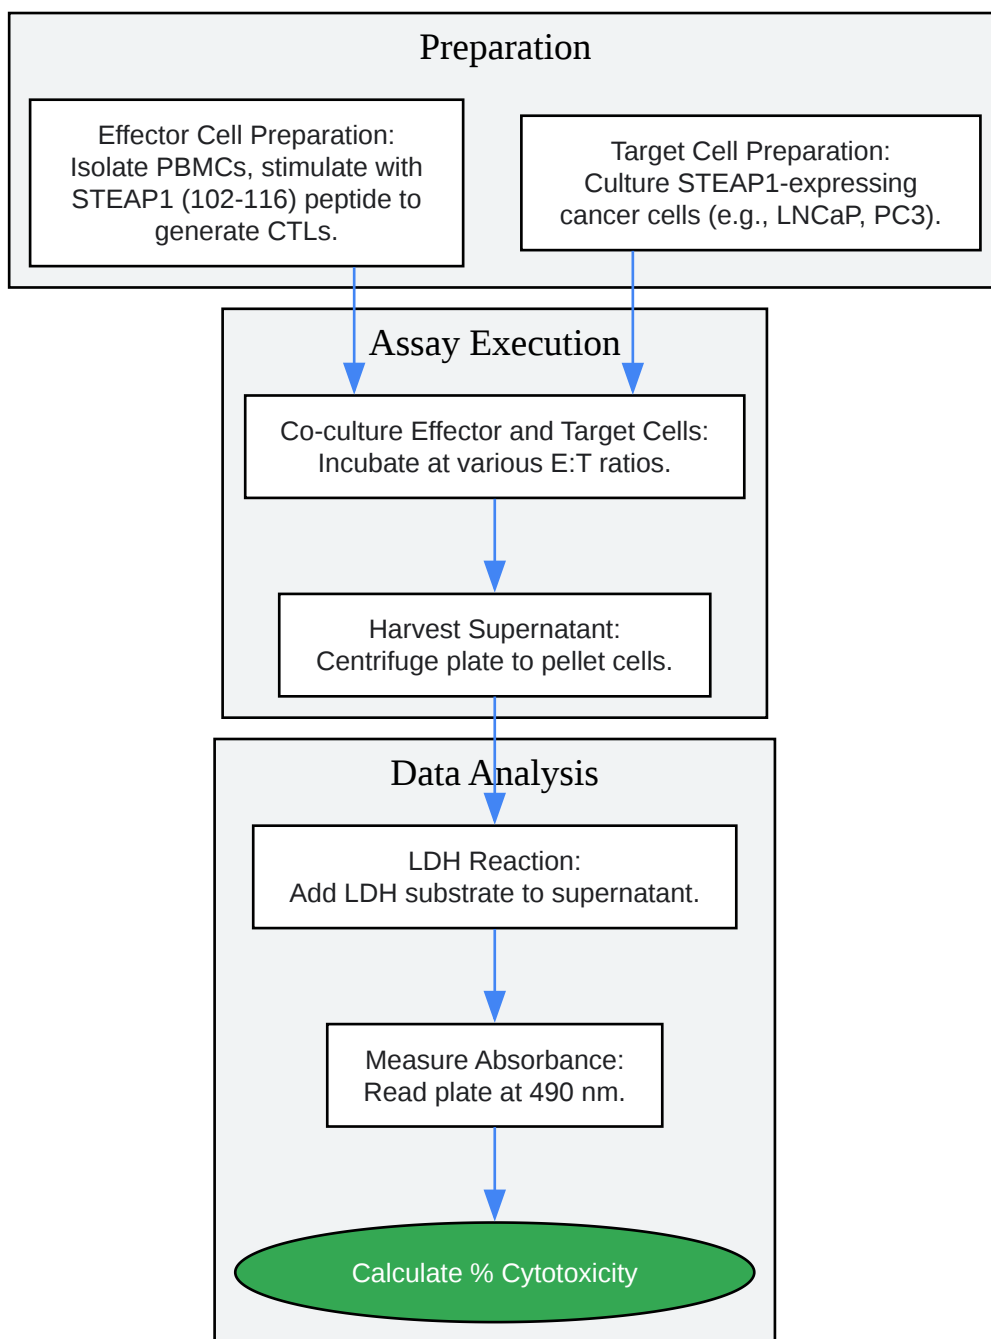 Preparation
Effector Cell Preparation:
Isolate PBMCs, stimulate with
STEAP1 (102-116) peptide to
generate CTLs.
Target Cell Preparation:
Culture STEAP1-expressing
cancer cells (e.g., LNCaP, PC3).
Assay Execution
Co-culture Effector and Target Cells:
Incubate at various E:T ratios.
Harvest Supernatant:
Centrifuge plate to pellet cells.
Data Analysis
LDH Reaction:
Add LDH substrate to supernatant.
Measure Absorbance:
Read plate at 490 nm.
Calculate % Cytotoxicity